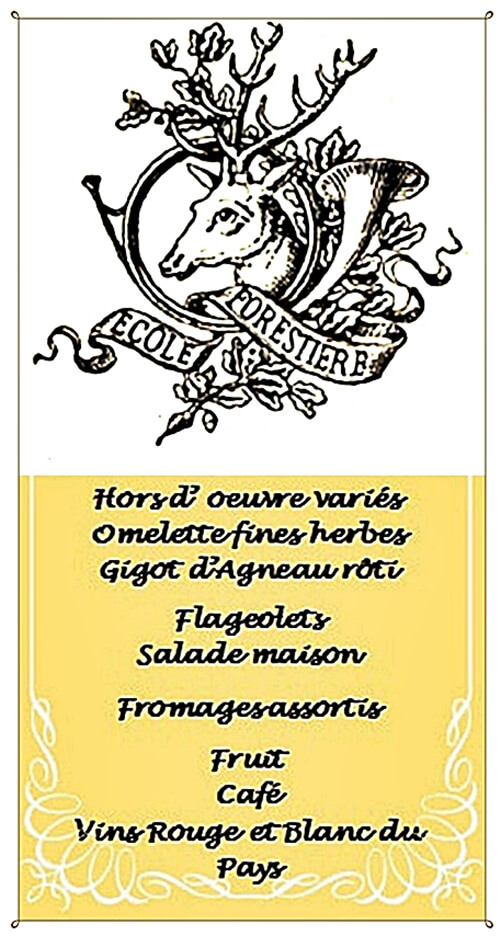 ECOLE FORESTIERE
Hors d' oeuvre variés
Omelette fines herbes
Gigot d'Agneau rôti
Flageolets
Salade maison
Fromages assortis
Fruit
Café
Vins Rouge et Blanc du
Pays